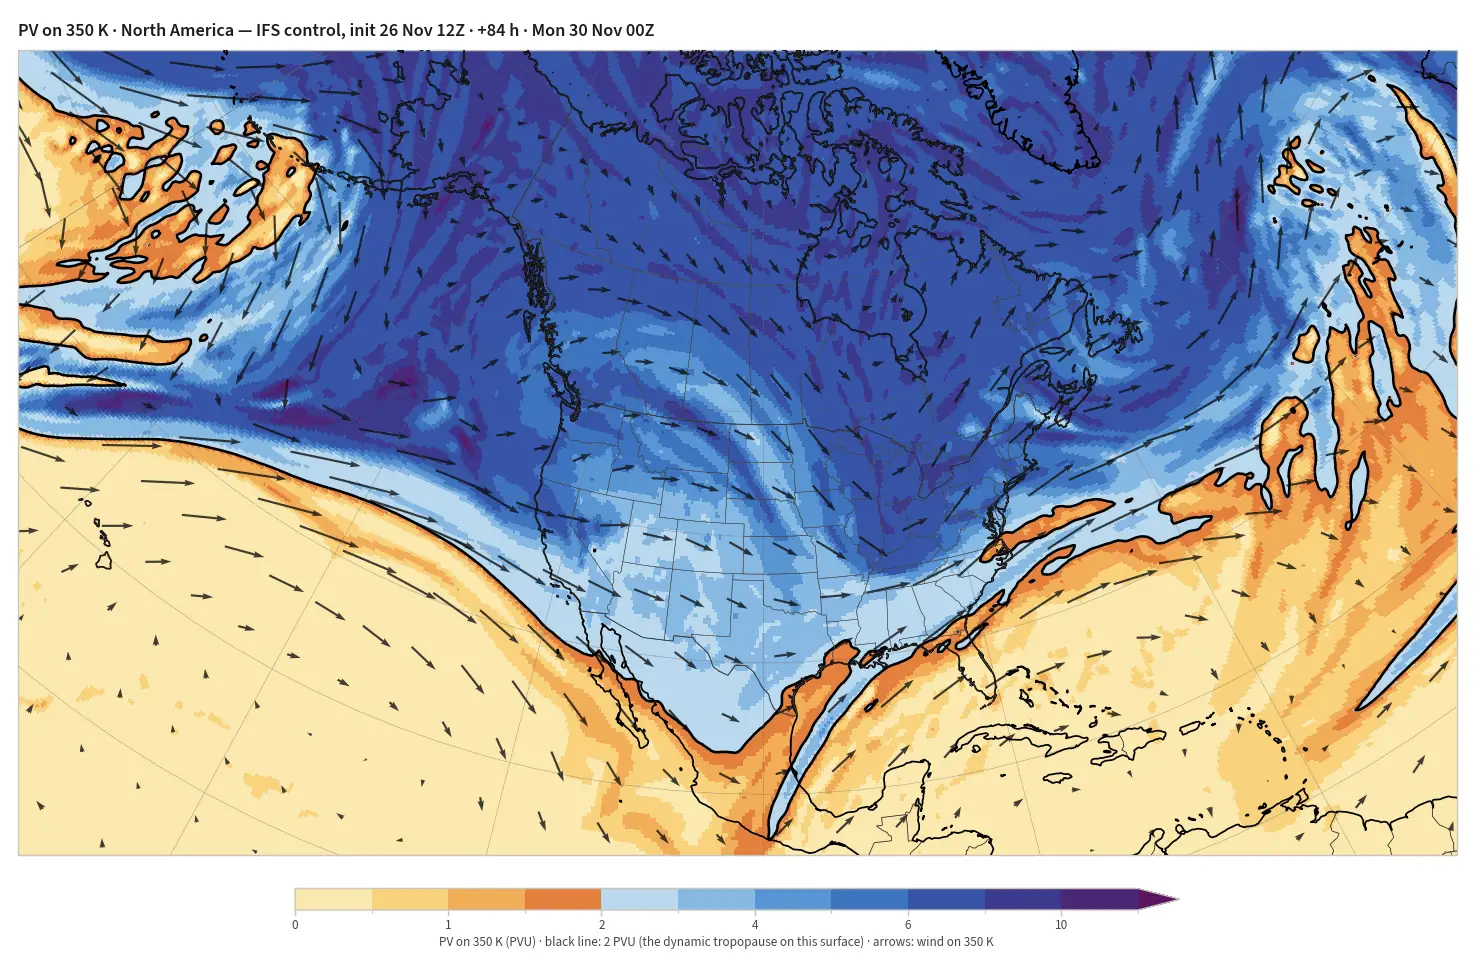 PV on 350 K · North America — IFS control, init 26 Nov 12Z · +84 h · Mon 30 Nov 00Z
0 1 2 4 6 10
PV on 350 K (PVU) · black line: 2 PVU (the dynamic tropopause on this surface) · arrows: wind on 350 K